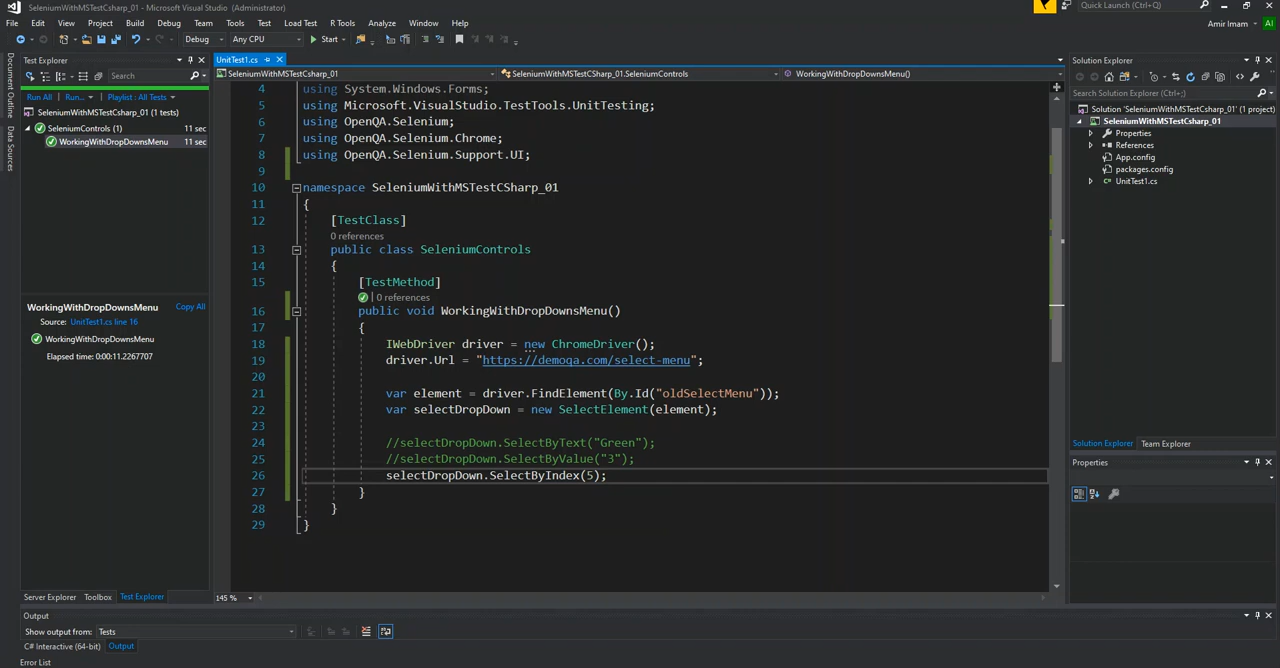 SeleniumWithMSTestCsharp_01 - Microsoft Visual Studio (Administrator)
Quick Launch (Ctrl+Q)
File Edit View Project Build Debug Team Tools Test Load Test R Tools Analyze Window Help
Amir Imam AI
Debug Any CPU Start
Document Outline
Data Sources
Test Explorer
Search
Run All Run... Playlist : All Tests
SeleniumWithMSTestCsharp_01 (1 tests)
SeleniumControls (1) 11 sec
WorkingWithDropDownsMenu 11 sec
WorkingWithDropDownsMenu Copy All
Source: UnitTest1.cs line 16
WorkingWithDropDownsMenu
Elapsed time: 0:00:11.2267707
Server Explorer Toolbox Test Explorer
UnitTest1.cs
SeleniumWithMSTestCsharp_01 SeleniumWithMSTestCSharp_01.SeleniumControls WorkingWithDropDownsMenu()
4 using System.Windows.Forms;
5 using Microsoft.VisualStudio.TestTools.UnitTesting;
6 using OpenQA.Selenium;
7 using OpenQA.Selenium.Chrome;
8 using OpenQA.Selenium.Support.UI;
9
10 namespace SeleniumWithMSTestCSharp_01
11 {
12 [TestClass]
0 references
13 public class SeleniumControls
14 {
15 [TestMethod]
| 0 references
16 public void WorkingWithDropDownsMenu()
17 {
18 IWebDriver driver = new ChromeDriver();
19 driver.Url = "https://demoqa.com/select-menu";
20
21 var element = driver.FindElement(By.Id("oldSelectMenu"));
22 var selectDropDown = new SelectElement(element);
23
24 //selectDropDown.SelectByText("Green");
25 //selectDropDown.SelectByValue("3");
26 selectDropDown.SelectByIndex(5);
27 }
28 }
29 }
145 %
Solution Explorer
Search Solution Explorer (Ctrl+;)
Solution 'SeleniumWithMSTestCsharp_01' (1 project)
SeleniumWithMSTestCsharp_01
Properties
References
App.config
packages.config
UnitTest1.cs
Solution Explorer Team Explorer
Properties
Output
Show output from: Tests
C# Interactive (64-bit) Output
Error List